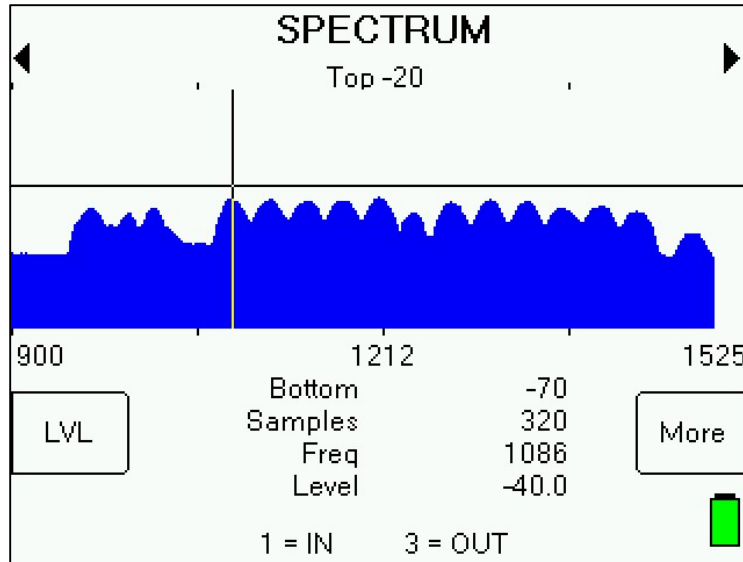 SPECTRUM
Top -20
900 1212 1525
Bottom -70
LVL Samples 320 More
Freq 1086
Level -40.0
1 = IN 3 = OUT